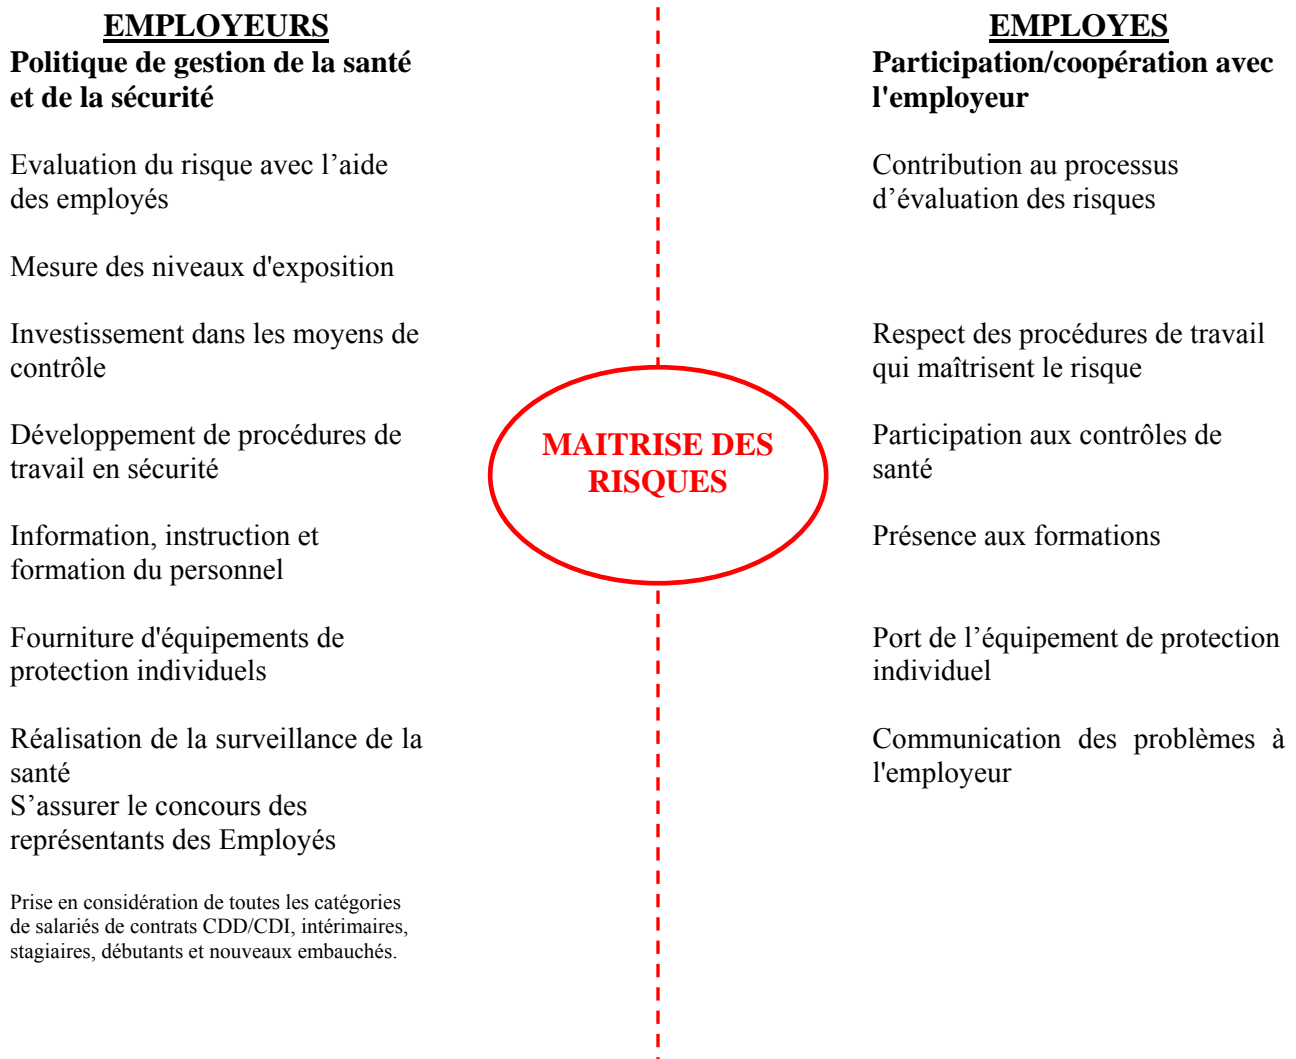 EMPLOYEURS
Politique de gestion de la santé
et de la sécurité
Evaluation du risque avec l’aide
des employés
Mesure des niveaux d'exposition
Investissement dans les moyens de
contrôle
Développement de procédures de
travail en sécurité
Information, instruction et
formation du personnel
Fourniture d'équipements de
protection individuels
Réalisation de la surveillance de la
santé
S’assurer le concours des
représentants des Employés
Prise en considération de toutes les catégories
de salariés de contrats CDD/CDI, intérimaires,
stagiaires, débutants et nouveaux embauchés.
MAITRISE DES
RISQUES
EMPLOYES
Participation/coopération avec
l'employeur
Contribution au processus
d’évaluation des risques
Respect des procédures de travail
qui maîtrisent le risque
Participation aux contrôles de
santé
Présence aux formations
Port de l’équipement de protection
individuel
Communication des problèmes à
l'employeur